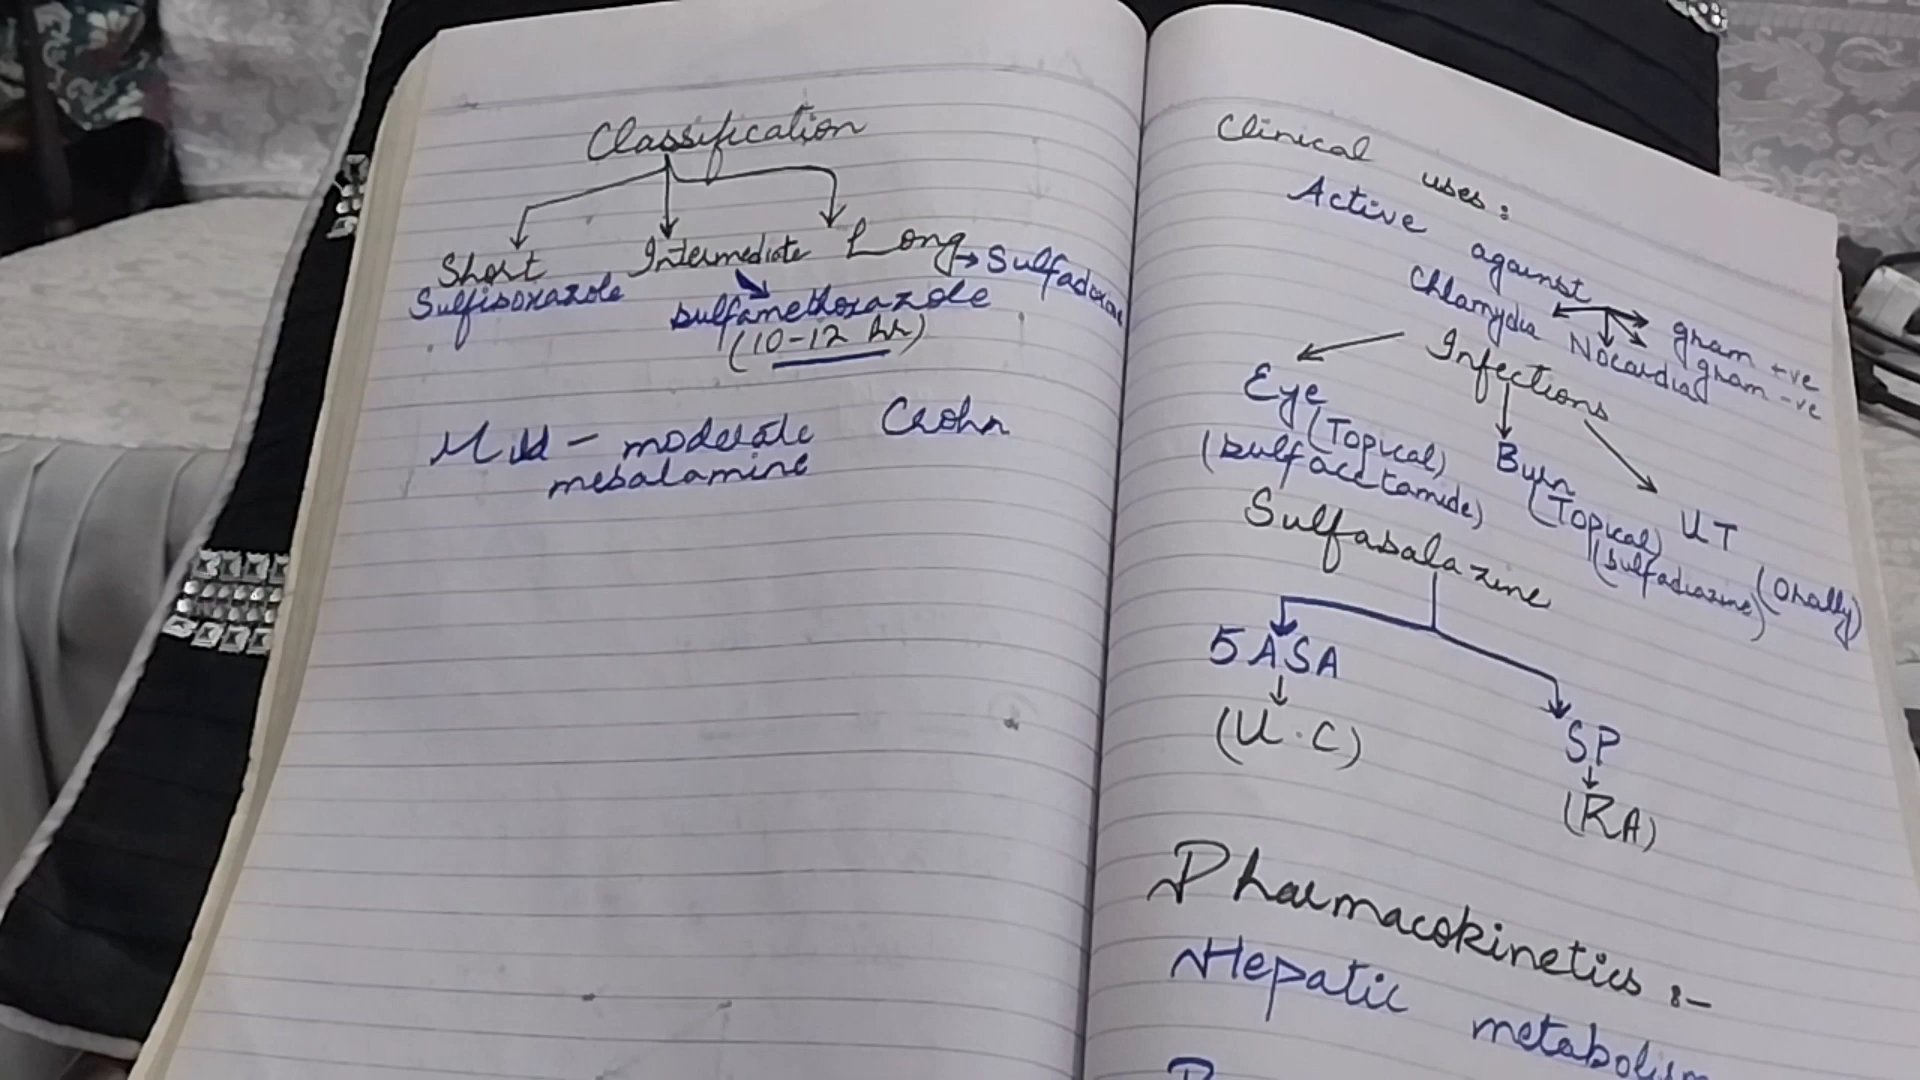 Classification
Short Intermediate Long → Sulfadoxine
Sulfisoxazole sulfamethoxazole
(10-12 hr)
Mild - moderate Crohn
mesalamine
Clinical uses:
Active against
Chlamydia Nocardia gram -ve gram +ve
Infections
Eye (Topical) Burn (Topical) UT (Orally)
(sulfacetamide) (sulfadiazine)
Sulfasalazine
5 ASA SP
(U.C) (RA)
Pharmacokinetics :-
Hepatic metabolism